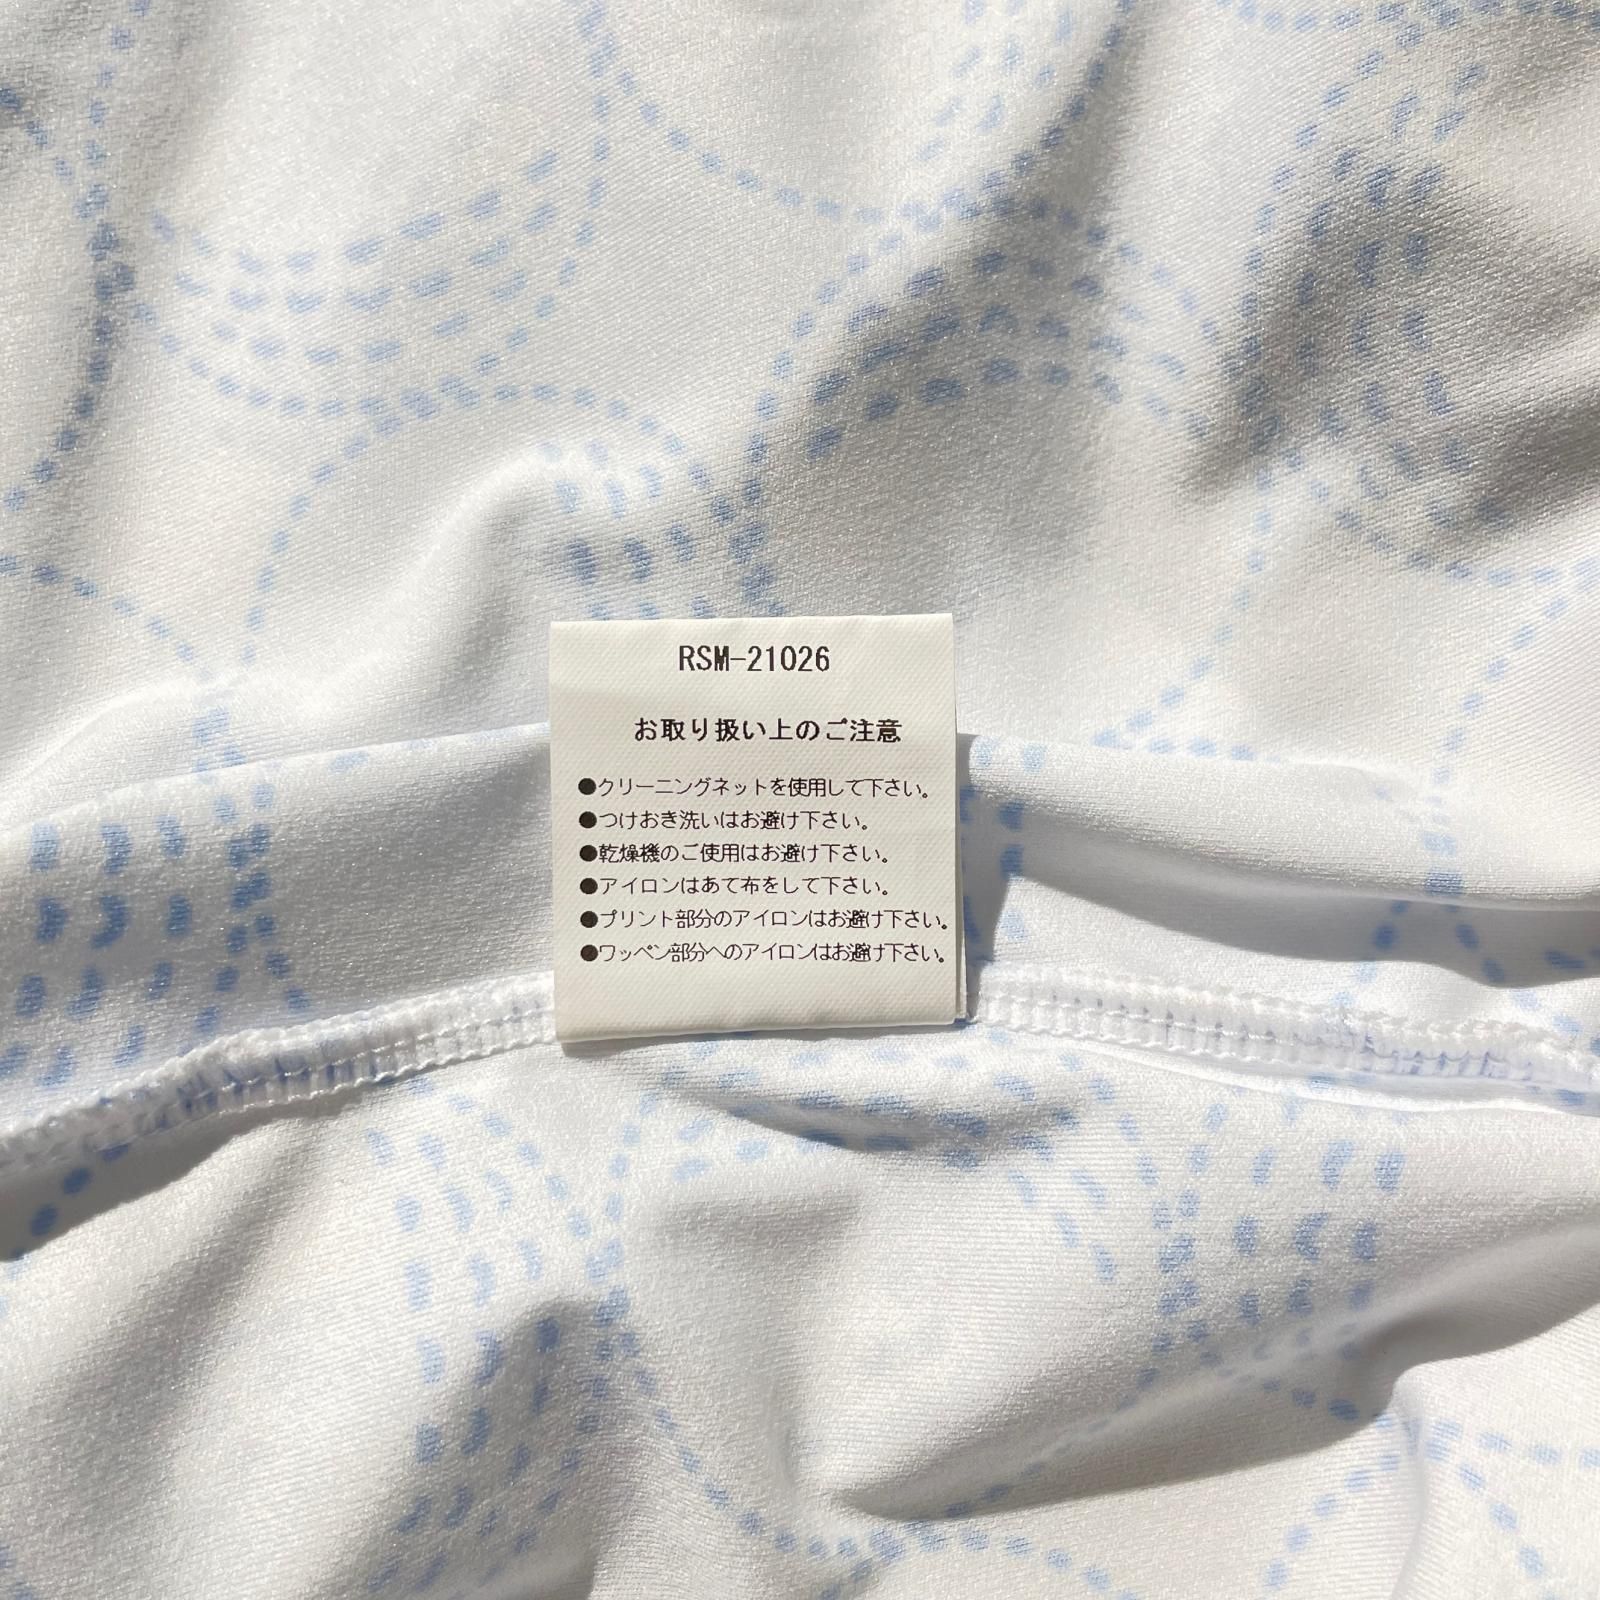 RSM-21026
お取り扱い上のご注意
●クリーニングネットを使用して下さい。
●つけおき洗いはお避け下さい。
●乾燥機のご使用はお避け下さい。
●アイロンはあて布をして下さい。
●プリント部分のアイロンはお避け下さい。
●ワッペン部分へのアイロンはお避け下さい。